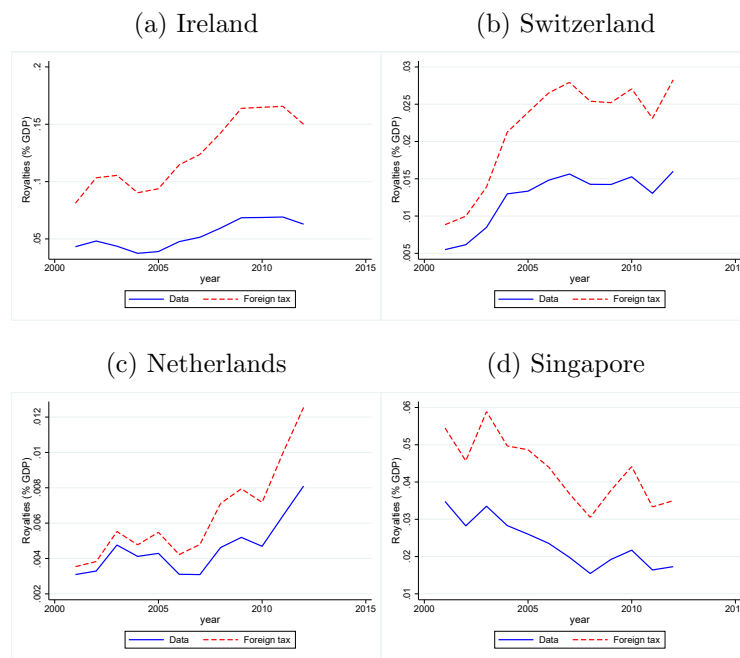 (a) Ireland
(b) Switzerland
Royalties (% GDP)
.2
.15
.1
.05
2000 2005 2010 2015
year
Data Foreign tax
Royalties (% GDP)
.03
.025
.02
.015
.01
.005
2000 2005 2010 201
year
Data Foreign tax
(c) Netherlands
(d) Singapore
Royalties (% GDP)
.012
.01
.008
.006
.004
.002
2000 2005 2010 2015
year
Data Foreign tax
Royalties (% GDP)
.06
.05
.04
.03
.02
.01
2000 2005 2010 201
year
Data Foreign tax